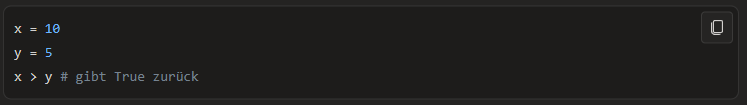 x = 10
y = 5
x > y # gibt True zurück